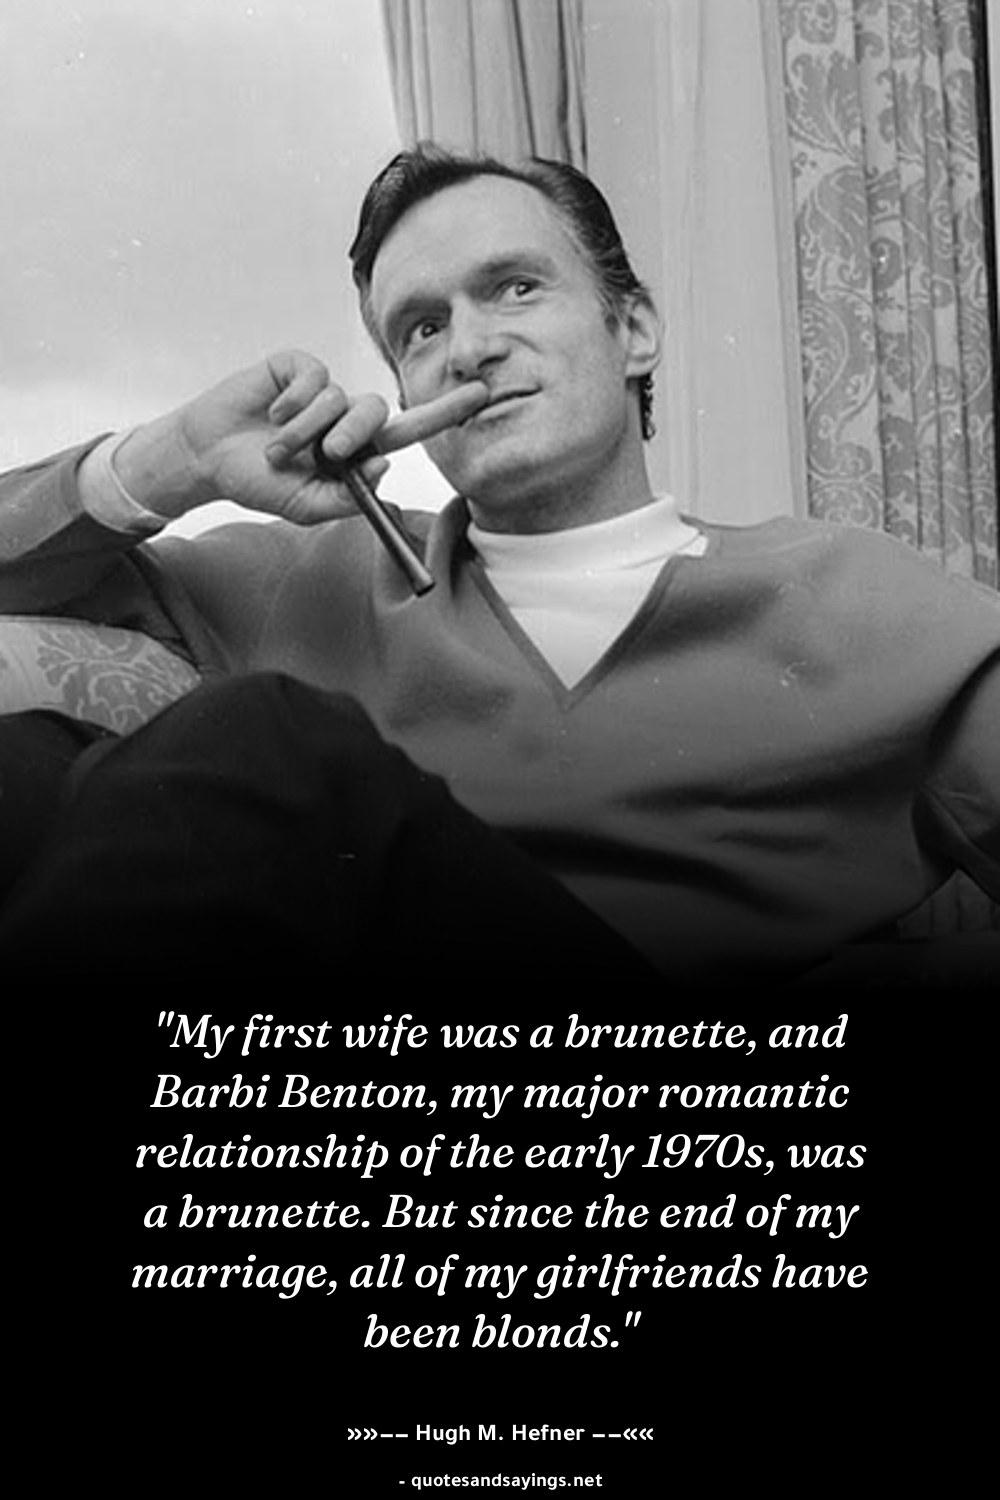 "My first wife was a brunette, and
Barbi Benton, my major romantic
relationship of the early 1970s, was
a brunette. But since the end of my
marriage, all of my girlfriends have
been blonds."
»»–– Hugh M. Hefner ––««
- quotesandsayings.net